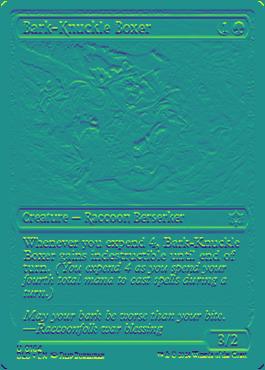 Bark-Knuckle Boxer
Creature — Raccoon Berserker
Whenever you expend 4, Bark-Knuckle
Boxer gains indestructible until end of
turn. (You expend 4 as you spend your
fourth total mana to cast spells during a
turn.)
May your bark be worse than your bite.
—Raccoonfolk war blessing
3/2